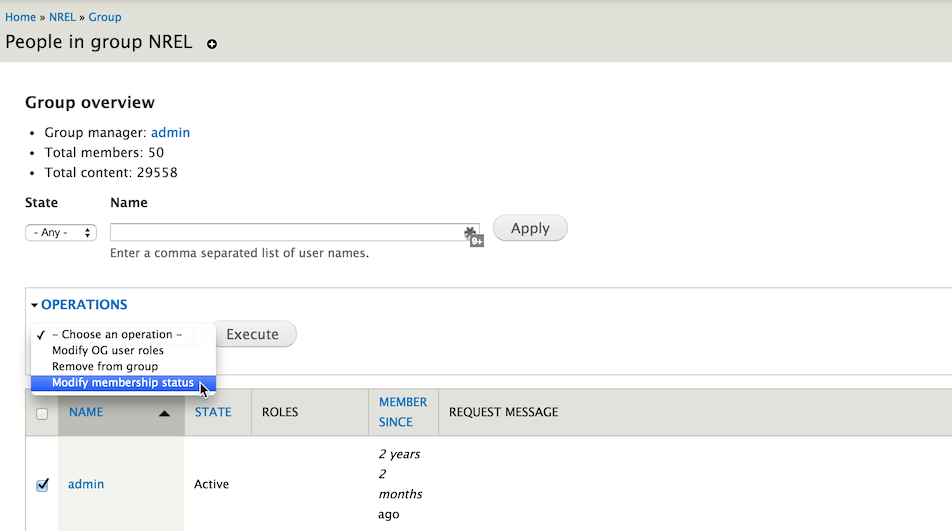 Home » NREL » Group
People in group NREL
Group overview
• Group manager: admin
• Total members: 50
• Total content: 29558
State Name
- Any - Apply
9+
Enter a comma separated list of user names.
OPERATIONS
✓ - Choose an operation - Execute
Modify OG user roles
Remove from group
Modify membership status
NAME STATE ROLES MEMBER SINCE REQUEST MESSAGE
admin Active 2 years 2 months ago